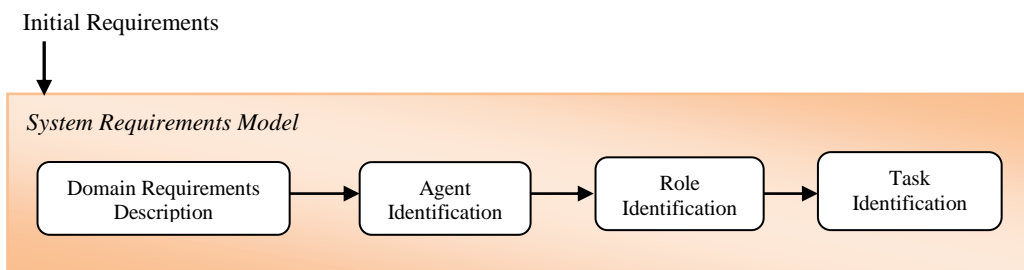 Initial Requirements
System Requirements Model
Domain Requirements
Description
Agent
Identification
Role
Identification
Task
Identification